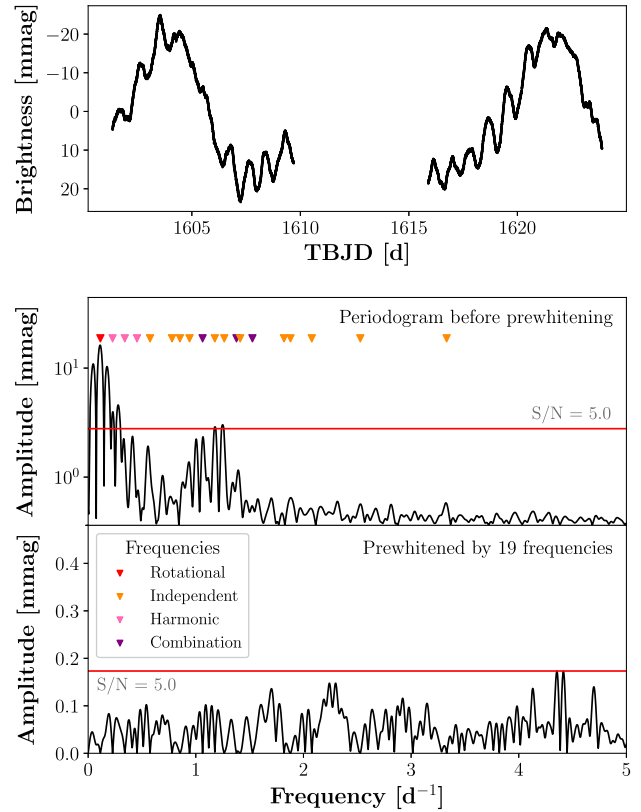 Brightness [mmag]
−20
−10
0
10
20
1605
1610
1615
1620
TBJD [d]
Periodogram before prewhitening
Amplitude [mmag]
10¹
10⁰
S/N = 5.0
Prewhitened by 19 frequencies
Amplitude [mmag]
0.4
0.3
0.2
0.1
0.0
Frequencies
Rotational
Independent
Harmonic
Combination
S/N = 5.0
0
1
2
3
4
5
Frequency [d⁻¹]